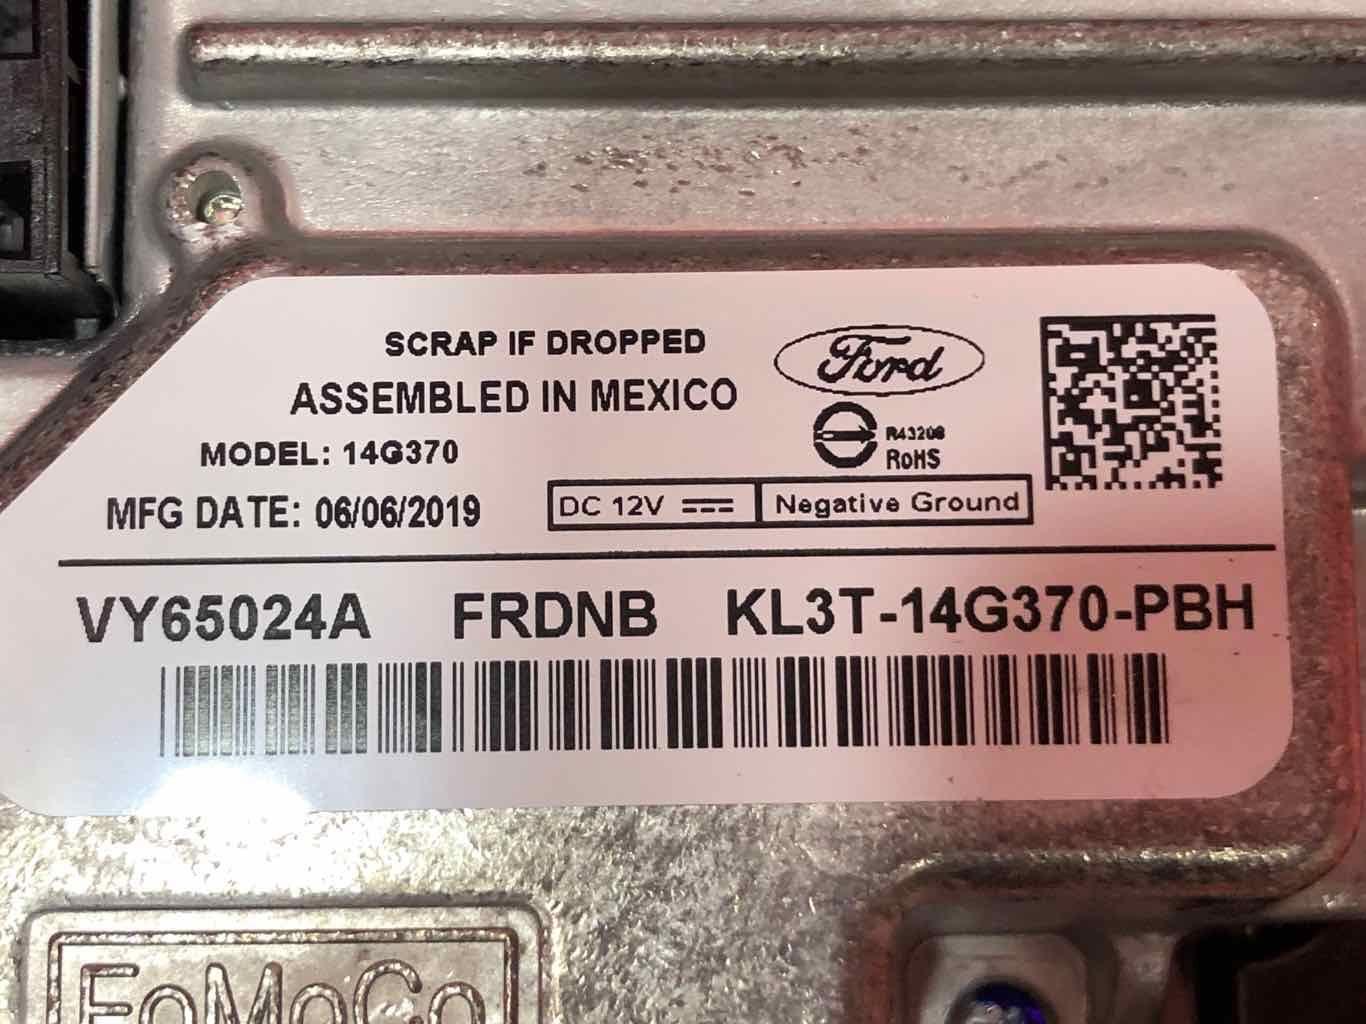 SCRAP IF DROPPED
ASSEMBLED IN MEXICO
MODEL: 14G370
MFG DATE: 06/06/2019
Ford
R43208
RoHS
DC 12V
Negative Ground
VY65024A FRDNB KL3T-14G370-PBH
FoMoCo